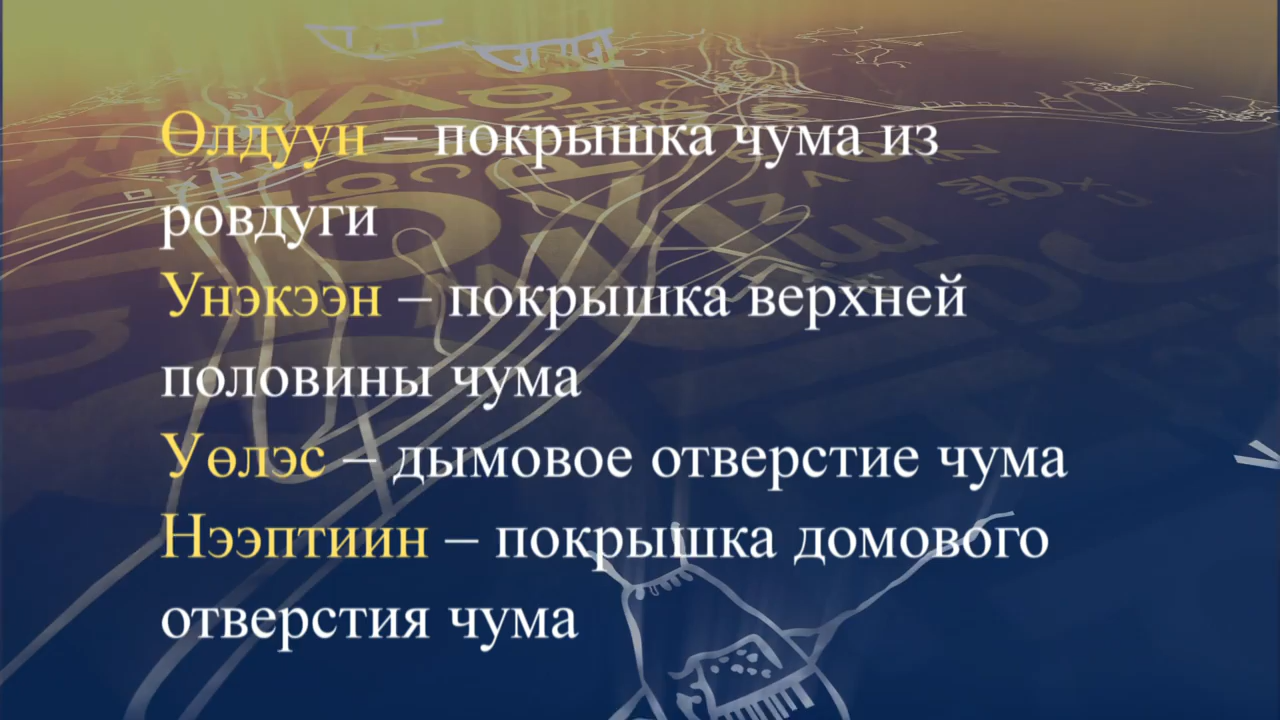 Өлдуун – покрышка чума из
ровдуги
Унэкээн – покрышка верхней
половины чума
Уөлэс – дымовое отверстие чума
Нээптиин – покрышка домового
отверстия чума